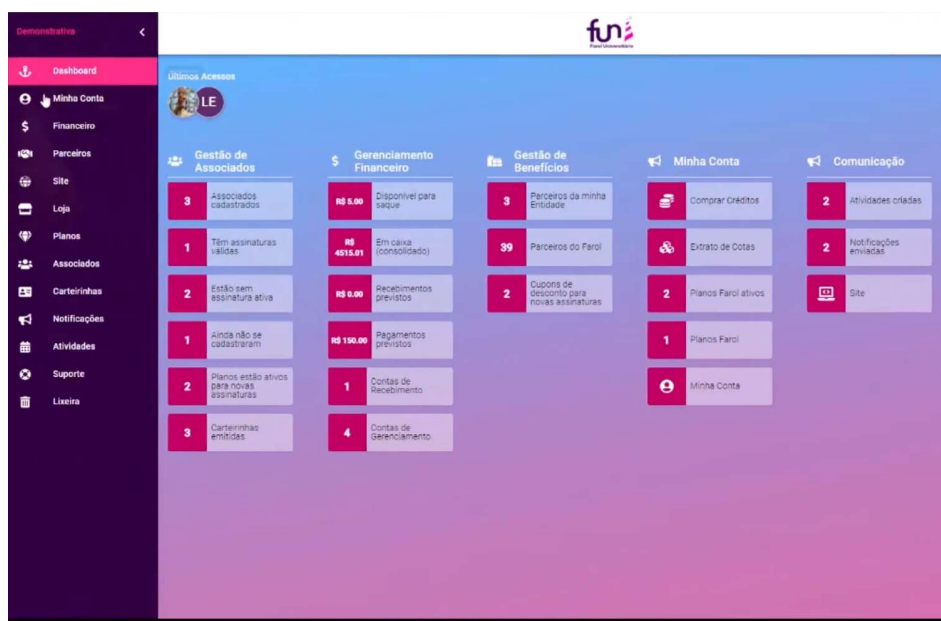 Demonstrativa
fun
Farol Universitário
Dashboard
Minha Conta
Financeiro
Parceiros
Site
Loja
Planos
Associados
Carteirinhas
Notificações
Atividades
Suporte
Lixeira
Últimos Acessos
LE
Gestão de
Associados
3
Associados
cadastrados
1
Têm assinaturas
válidas
2
Estão sem
assinatura ativa
1
Ainda não se
cadastraram
2
Planos estão ativos
para novas
assinaturas
3
Carteirinhas
emitidas
$ Gerenciamento
Financeiro
R$ 5.00
Disponível para
saque
R$
4515.01
Em caixa
(consolidado)
R$ 0.00
Recebimentos
previstos
R$ 150.00
Pagamentos
previstos
1
Contas de
Recebimento
4
Contas de
Gerenciamento
Gestão de
Benefícios
3
Parceiros da minha
Entidade
39
Parceiros do Farol
2
Cupons de
desconto para
novas assinaturas
Minha Conta
Comprar Créditos
Extrato de Cotas
2
Planos Farol ativos
1
Planos Farol
Minha Conta
Comunicação
2
Atividades criadas
2
Notificações
enviadas
Site